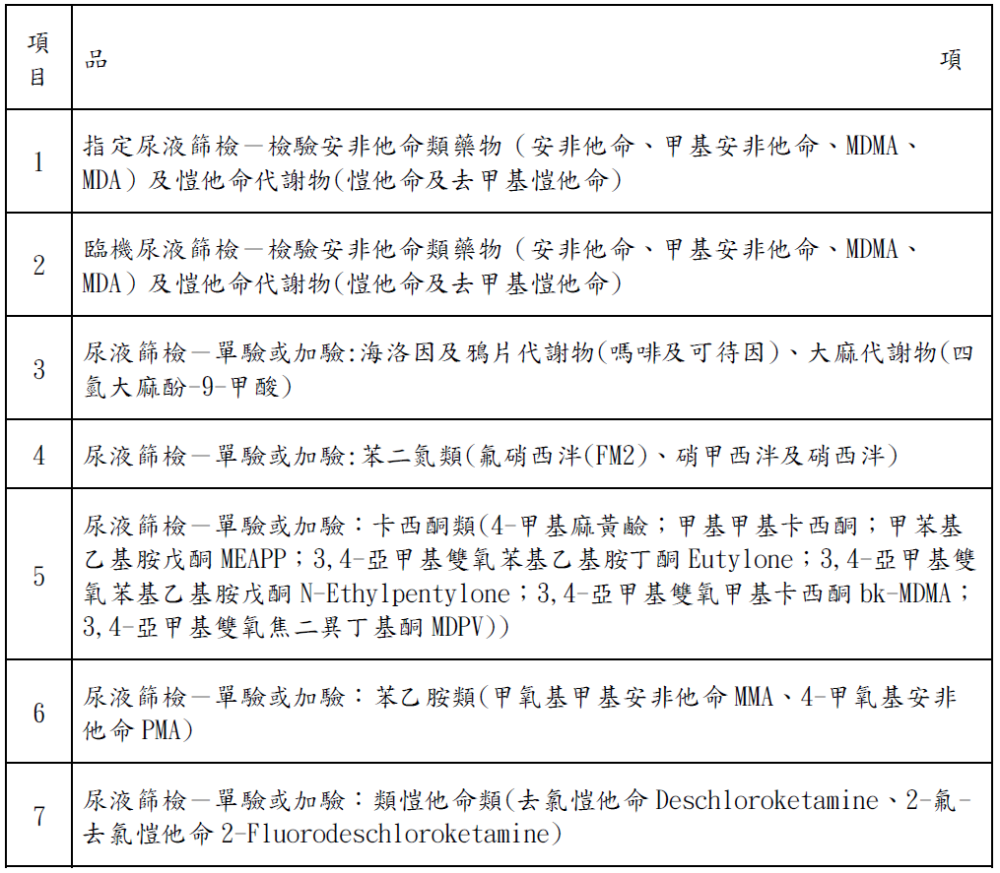 項目
品 項
1
指定尿液篩檢－檢驗安非他命類藥物（安非他命、甲基安非他命、MDMA、
MDA）及愷他命代謝物(愷他命及去甲基愷他命)
2
臨機尿液篩檢－檢驗安非他命類藥物（安非他命、甲基安非他命、MDMA、
MDA）及愷他命代謝物(愷他命及去甲基愷他命)
3
尿液篩檢－單驗或加驗:海洛因及鴉片代謝物(嗎啡及可待因)、大麻代謝物(四
氫大麻酚-9-甲酸)
4
尿液篩檢－單驗或加驗:苯二氮類(氟硝西泮(FM2)、硝甲西泮及硝西泮)
5
尿液篩檢－單驗或加驗：卡西酮類(4-甲基麻黃鹼；甲基甲基卡西酮；甲苯基
乙基胺戊酮 MEAPP；3,4-亞甲基雙氧苯基乙基胺丁酮 Eutylone；3,4-亞甲基雙
氧苯基乙基胺戊酮 N-Ethylpentylone；3,4-亞甲基雙氧甲基卡西酮 bk-MDMA；
3,4-亞甲基雙氧焦二異丁基酮 MDPV))
6
尿液篩檢－單驗或加驗：苯乙胺類(甲氧基甲基安非他命 MMA、4-甲氧基安非
他命 PMA)
7
尿液篩檢－單驗或加驗：類愷他命類(去氯愷他命 Deschloroketamine、2-氟-
去氯愷他命 2-Fluorodeschloroketamine)